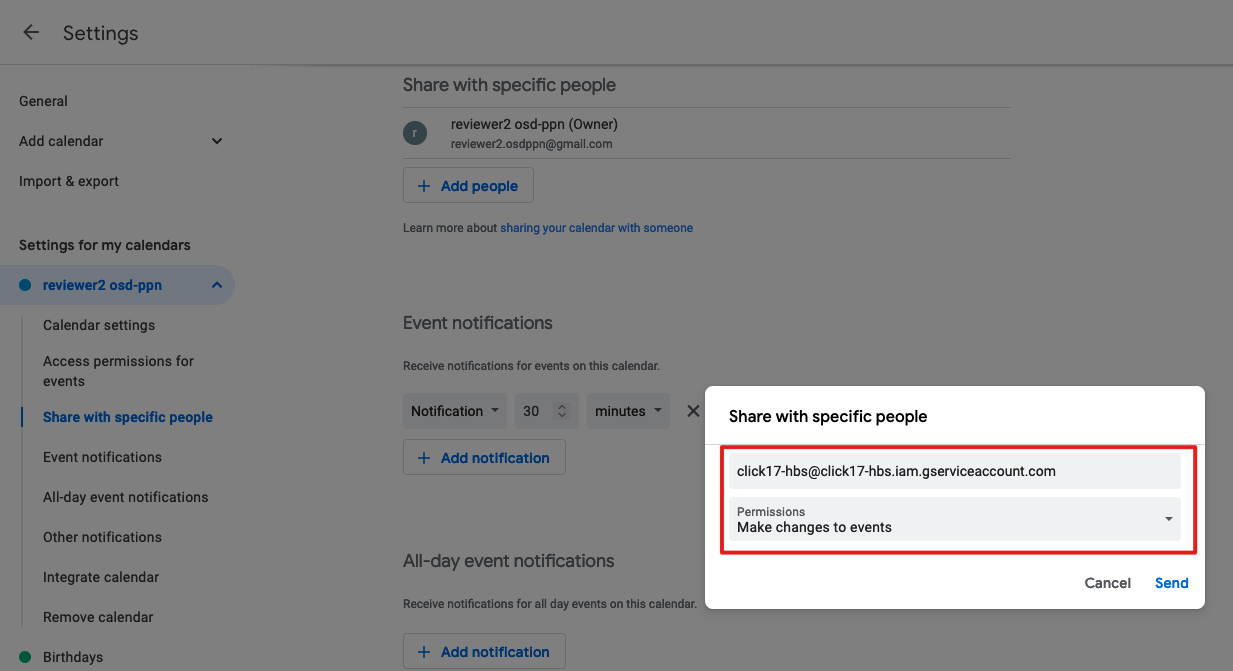 Settings
General
Add calendar
Import & export
Settings for my calendars
reviewer2 osd-ppn
Calendar settings
Access permissions for
events
Share with specific people
Event notifications
All-day event notifications
Other notifications
Integrate calendar
Remove calendar
Birthdays
Share with specific people
r
reviewer2 osd-ppn (Owner)
reviewer2.osdppn@gmail.com
+ Add people
Learn more about sharing your calendar with someone
Event notifications
Receive notifications for events on this calendar.
Notification 30 minutes
+ Add notification
All-day event notifications
Receive notifications for all day events on this calendar.
+ Add notification
Share with specific people
click17-hbs@click17-hbs.iam.gserviceaccount.com
Permissions
Make changes to events
Cancel Send